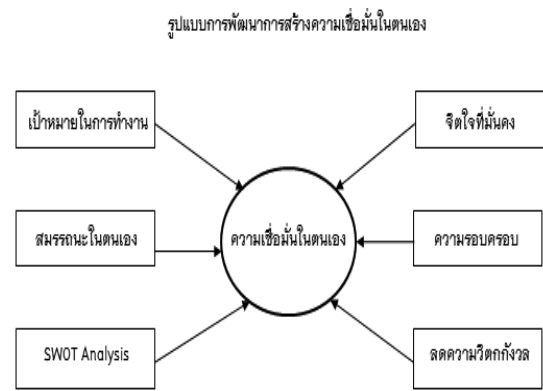 รูปแบบการพัฒนาการสร้างความเชื่อมั่นในตนเอง
เป้าหมายในการทำงาน
จิตใจที่มั่นคง
สมรรถนะในตนเอง
ความเชื่อมั่นในตนเอง
ความรอบครอบ
SWOT Analysis
ลดความวิตกกังวล